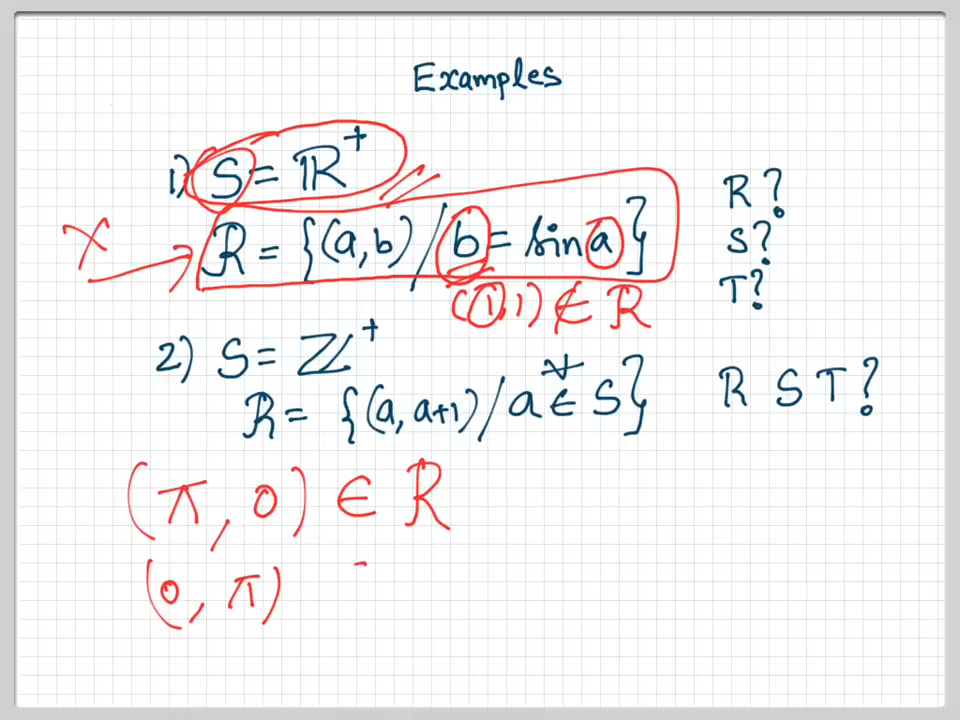 Examples
1) S = ℝ⁺
R = {(a, b) / b = sin a}
R?
S?
T?
(1, 1) ∉ R
2) S = ℤ⁺
R = {(a, a+1) / a ∈ S}
R S T?
(π, 0) ∈ R
(0, π)